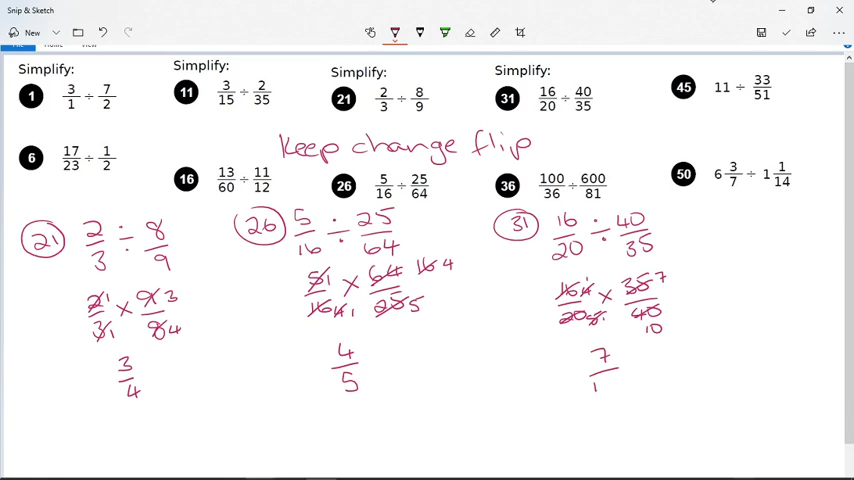 Snip & Sketch
New
Simplify:
1 3/1 ÷ 7/2
6 17/23 ÷ 1/2
Simplify:
11 3/15 ÷ 2/35
16 13/60 ÷ 11/12
Simplify:
21 2/3 ÷ 8/9
26 5/16 ÷ 25/64
Simplify:
31 16/20 ÷ 40/35
36 100/36 ÷ 600/81
45 11 ÷ 33/51
50 6 3/7 ÷ 1 1/14
keep change flip
21 2/3 ÷ 8/9
2 1/3 1 × 9 3/8 4
3/4
26 5/16 ÷ 25/64
5 1/16 4 1 × 64 16 4/25 5
4/5
31 16/20 ÷ 40/35
16 4 1/20 5 1 × 35 7/40 10
7/1